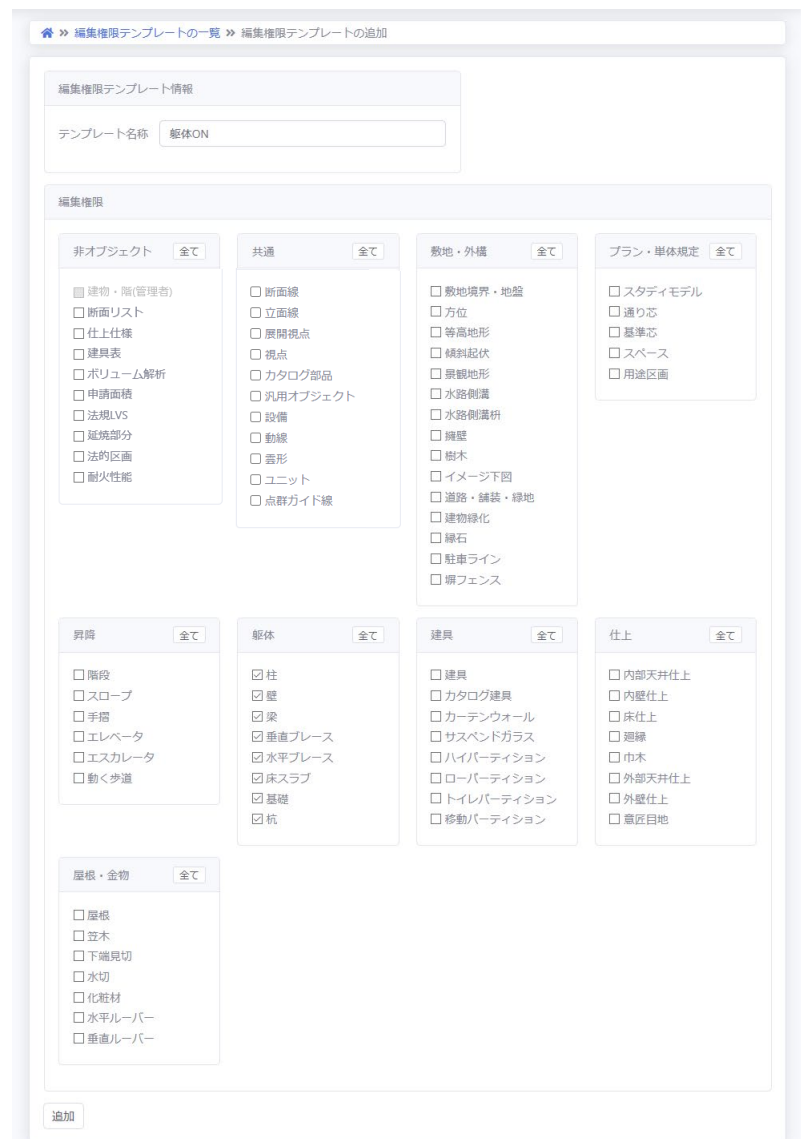 編集権限テンプレートの一覧 編集権限テンプレートの追加
編集権限テンプレート情報
テンプレート名称 躯体ON
編集権限
非オブジェクト 全て
建物・階(管理者)
断面リスト
仕上仕様
建具表
ボリューム解析
申請面積
法規LVS
延焼部分
法的区画
耐火性能
共通 全て
断面線
立面線
展開視点
視点
カタログ部品
汎用オブジェクト
設備
動線
雲形
ユニット
点群ガイド線
敷地・外構 全て
敷地境界・地盤
方位
等高地形
傾斜起伏
景観地形
水路側溝
水路側溝枡
擁壁
樹木
イメージ下図
道路・舗装・緑地
建物緑化
縁石
駐車ライン
塀フェンス
プラン・単体規定 全て
スタディモデル
通り芯
基準芯
スペース
用途区画
昇降 全て
階段
スロープ
手摺
エレベータ
エスカレータ
動く歩道
躯体 全て
柱
壁
梁
垂直ブレース
水平ブレース
床スラブ
基礎
杭
建具 全て
建具
カタログ建具
カーテンウォール
サスペンドガラス
ハイパーティション
ローパーティション
トイレパーティション
移動パーティション
仕上 全て
内部天井仕上
内壁仕上
床仕上
廻縁
巾木
外部天井仕上
外壁仕上
意匠目地
屋根・金物 全て
屋根
笠木
下端見切
水切
化粧材
水平ルーバー
垂直ルーバー
追加